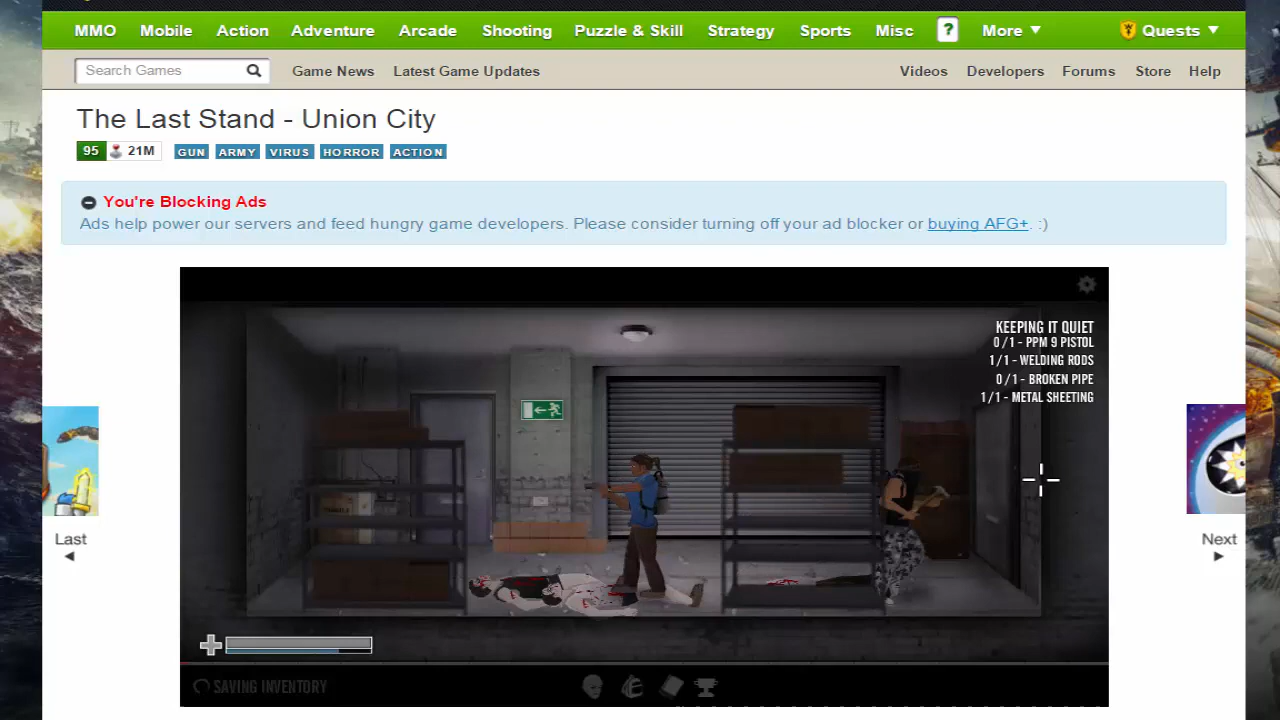 MMO Mobile Action Adventure Arcade Shooting Puzzle & Skill Strategy Sports Misc ? More Quests
Search Games Game News Latest Game Updates Videos Developers Forums Store Help
The Last Stand - Union City
95 21M GUN ARMY VIRUS HORROR ACTION
You're Blocking Ads
Ads help power our servers and feed hungry game developers. Please consider turning off your ad blocker or buying AFG+. :)
KEEPING IT QUIET
0/1 - PPM 9 PISTOL
1/1 - WELDING RODS
0/1 - BROKEN PIPE
1/1 - METAL SHEETING
Last
Next
SAVING INVENTORY